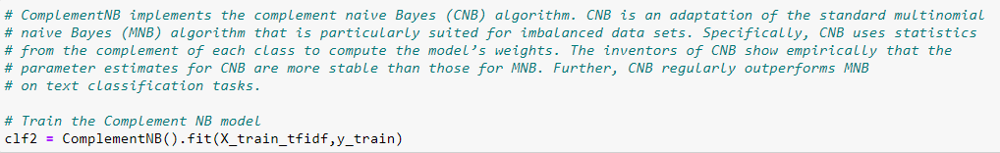 # ComplementNB implements the complement naive Bayes (CNB) algorithm. CNB is an adaptation of the standard multinomial
# naive Bayes (MNB) algorithm that is particularly suited for imbalanced data sets. Specifically, CNB uses statistics
# from the complement of each class to compute the model’s weights. The inventors of CNB show empirically that the
# parameter estimates for CNB are more stable than those for MNB. Further, CNB regularly outperforms MNB
# on text classification tasks.
# Train the Complement NB model
clf2 = ComplementNB().fit(X_train_tfidf,y_train)